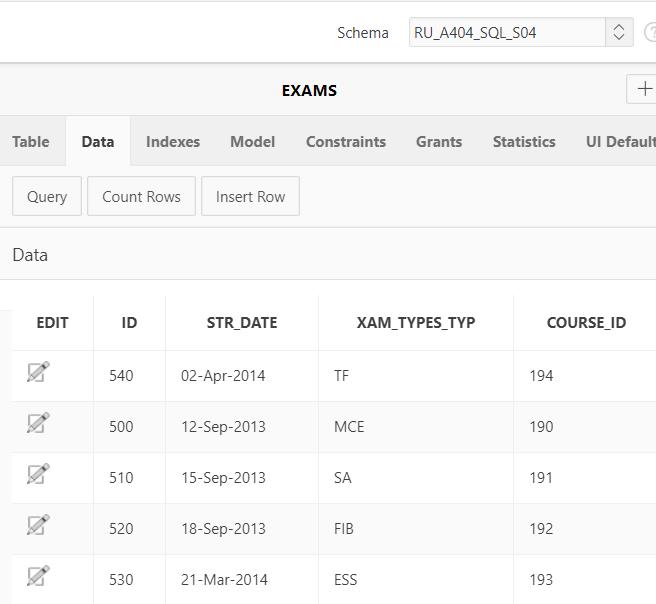 Schema RU_A404_SQL_S04 ?
EXAMS
Table Data Indexes Model Constraints Grants Statistics UI Default
Query Count Rows Insert Row
Data
EDIT ID STR_DATE XAM_TYPES_TYP COURSE_ID
540 02-Apr-2014 TF 194
500 12-Sep-2013 MCE 190
510 15-Sep-2013 SA 191
520 18-Sep-2013 FIB 192
530 21-Mar-2014 ESS 193